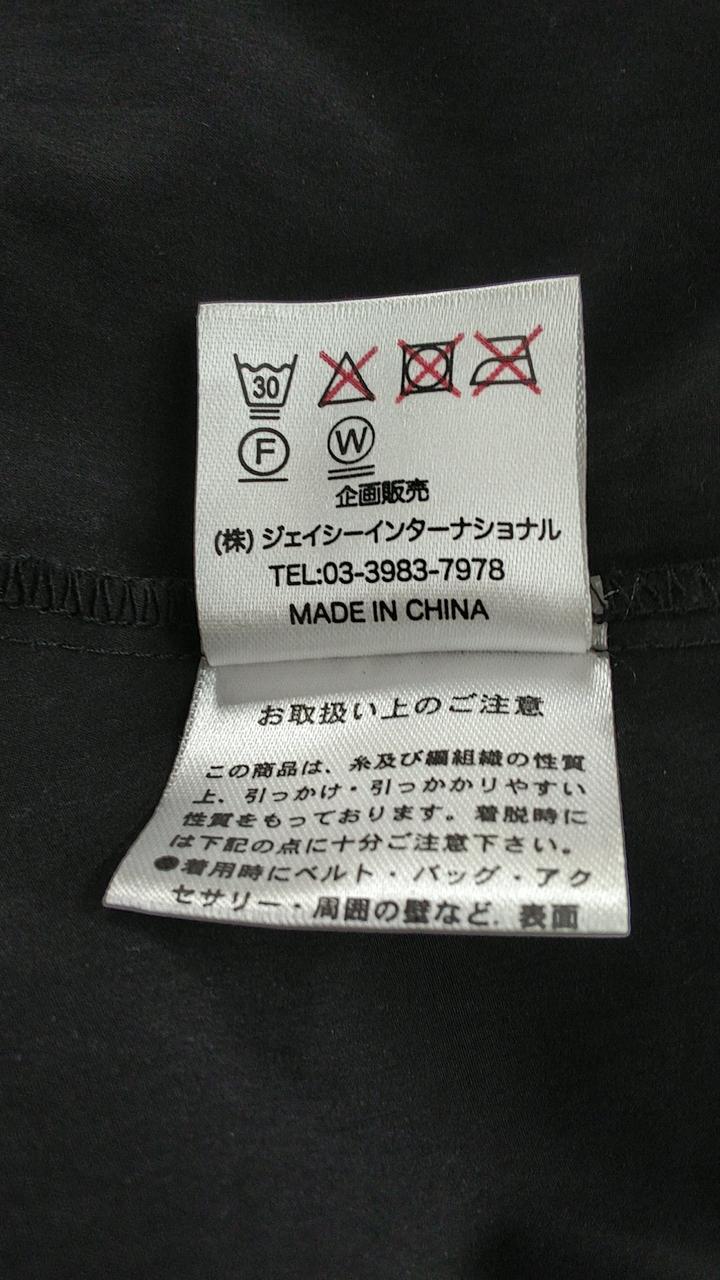 30
F W
企画販売
(株) ジェイシーインターナショナル
TEL:03-3983-7978
MADE IN CHINA
お取扱い上のご注意
この商品は、糸及び綱組織の性質
上、引っかけ・引っかかりやすい
性質をもっております。着脱時に
は下記の点に十分ご注意下さい。
●着用時にベルト・バッグ・アク
セサリー・周囲の壁など、表面